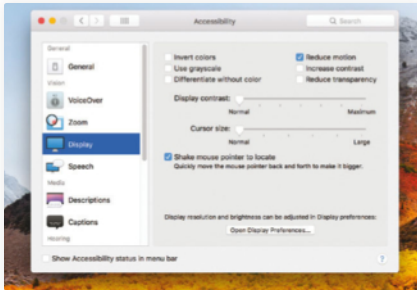 Accessibility
Search
General
General
Vision
VoiceOver
Zoom
Display
Speech
Media
Descriptions
Captions
Hearing
Invert colors
Reduce motion
Use grayscale
Increase contrast
Differentiate without color
Reduce transparency
Display contrast:
Normal Maximum
Cursor size:
Normal Large
Shake mouse pointer to locate
Quickly move the mouse pointer back and forth to make it bigger.
Display resolution and brightness can be adjusted in Display preferences:
Open Display Preferences...
Show Accessibility status in menu bar
?